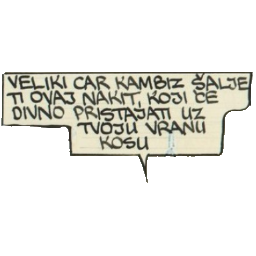 VELIKI CAR KAMBIZ ŠALJE
TI OVAJ NAKIT, KOJI ĆE
DIVNO PRISTAJATI UZ
TVOJU VRANU
KOSU